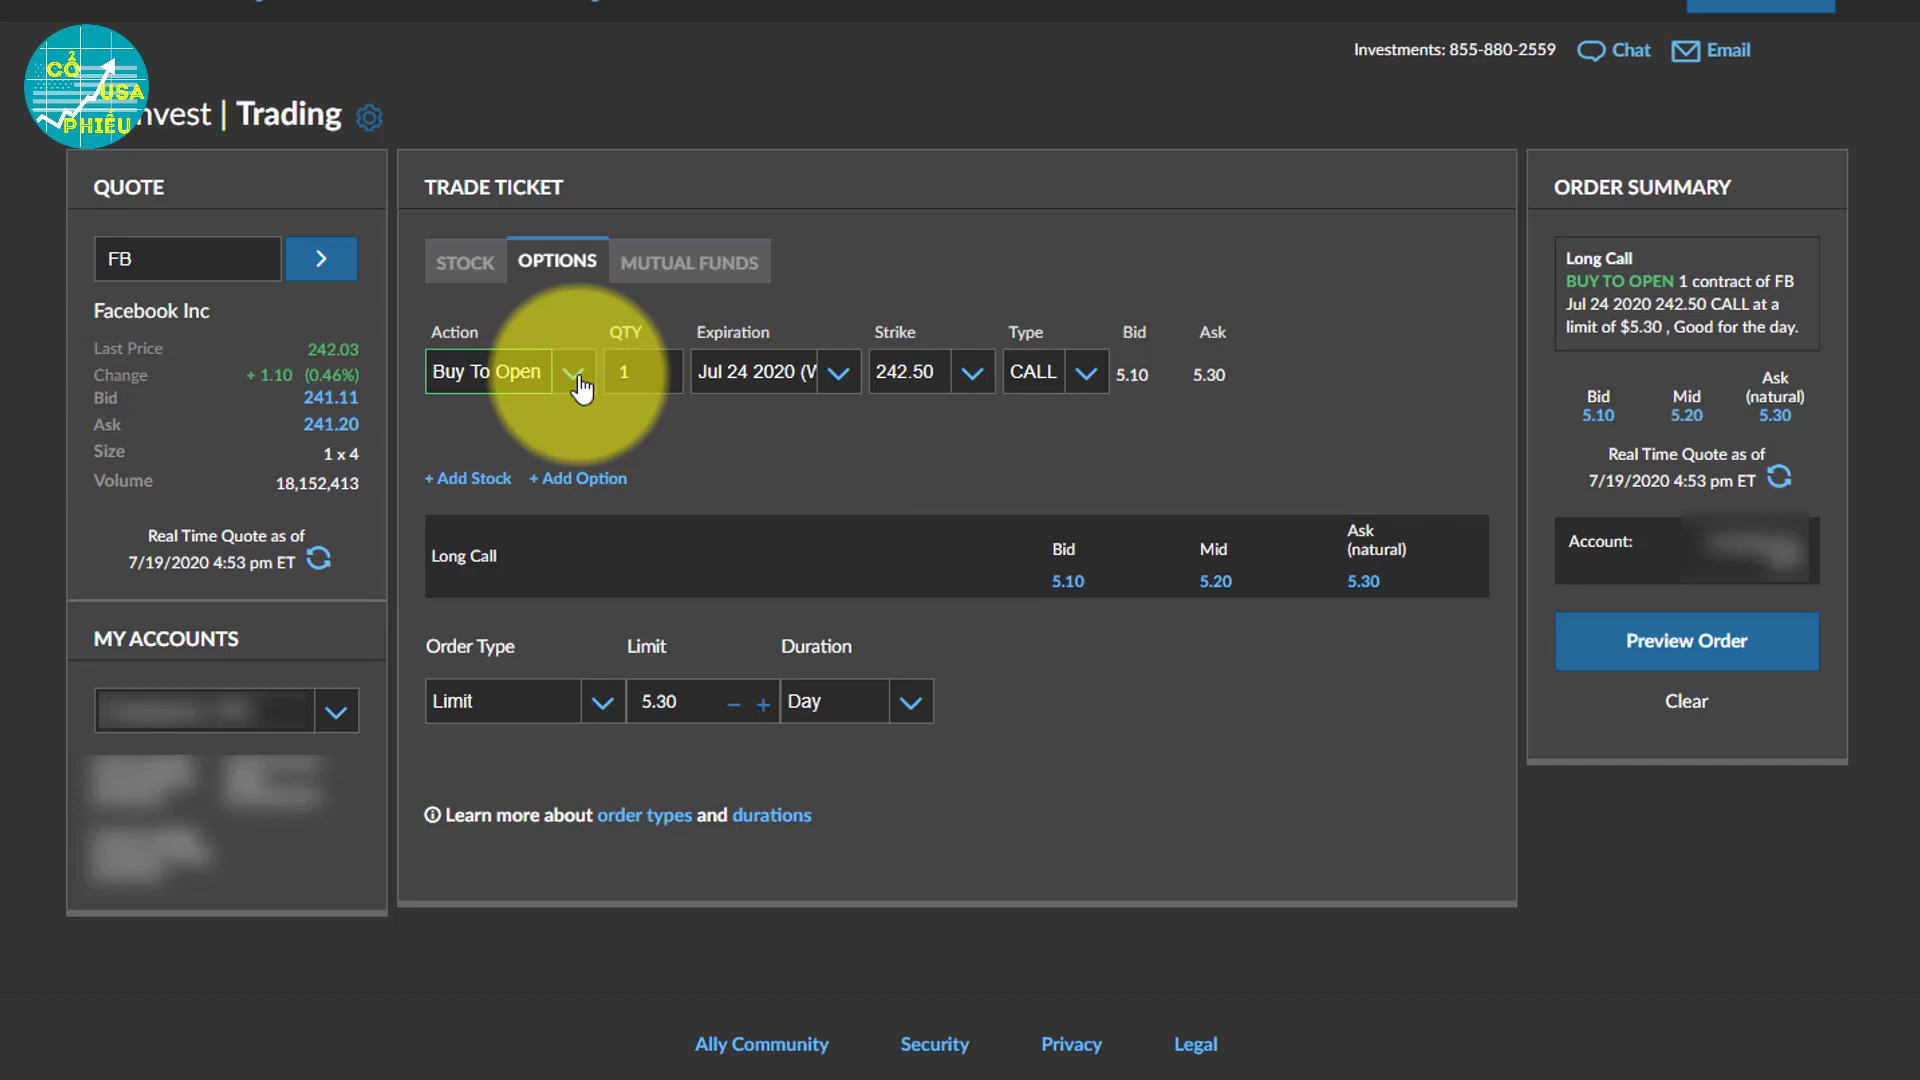 CỔ
USA
PHIẾU
Investments: 855-880-2559
Chat
Email
nvest | Trading
QUOTE
FB
Facebook Inc
Last Price 242.03
Change + 1.10 (0.46%)
Bid 241.11
Ask 241.20
Size 1 x 4
Volume 18,152,413
Real Time Quote as of
7/19/2020 4:53 pm ET
MY ACCOUNTS
TRADE TICKET
STOCK OPTIONS MUTUAL FUNDS
Action QTY Expiration Strike Type Bid Ask
Buy To Open 1 Jul 24 2020 (W 242.50 CALL 5.10 5.30
+ Add Stock + Add Option
Long Call
Bid Mid Ask (natural)
5.10 5.20 5.30
Order Type Limit Duration
Limit 5.30 − + Day
Learn more about order types and durations
ORDER SUMMARY
Long Call
BUY TO OPEN 1 contract of FB
Jul 24 2020 242.50 CALL at a
limit of $5.30 , Good for the day.
Bid Mid Ask (natural)
5.10 5.20 5.30
Real Time Quote as of
7/19/2020 4:53 pm ET
Account:
Preview Order
Clear
Ally Community Security Privacy Legal